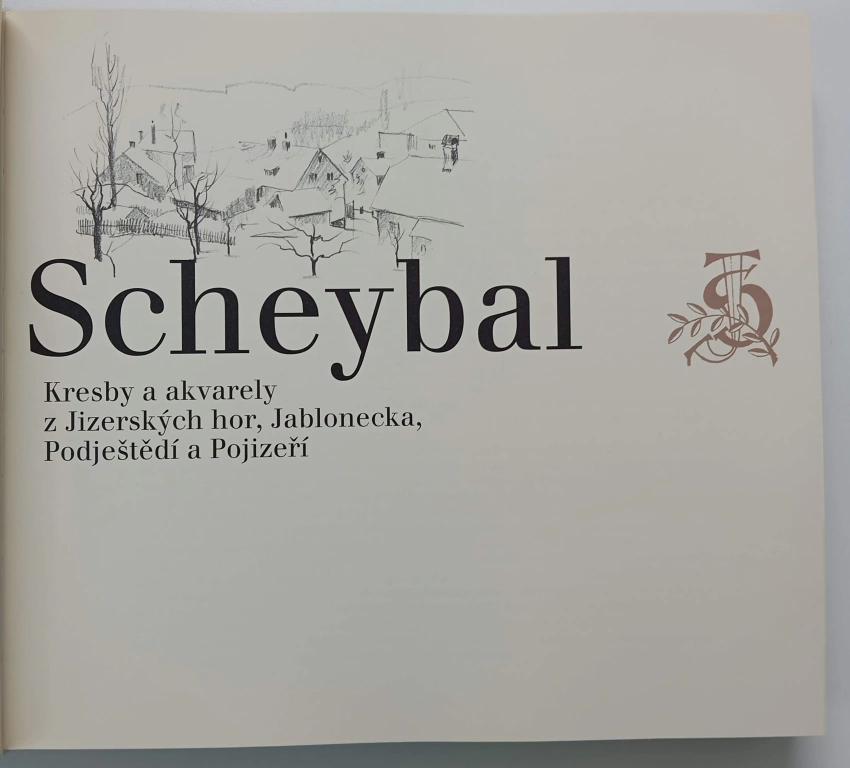 Scheybal
Kresby a akvarely
z Jizerských hor, Jablonecka,
Podještědí a Pojizeří